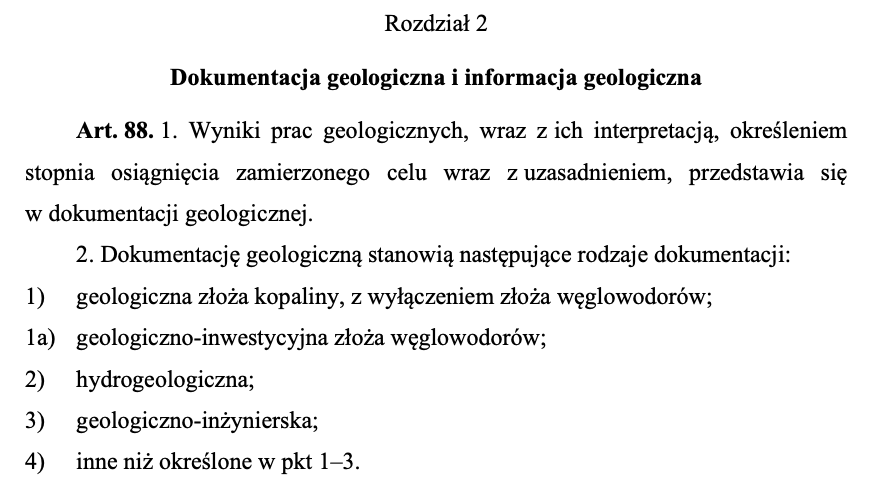 Rozdział 2
Dokumentacja geologiczna i informacja geologiczna
Art. 88. 1. Wyniki prac geologicznych, wraz z ich interpretacją, określeniem
stopnia osiągnięcia zamierzonego celu wraz z uzasadnieniem, przedstawia się
w dokumentacji geologicznej.
2. Dokumentację geologiczną stanowią następujące rodzaje dokumentacji:
1) geologiczna złoża kopaliny, z wyłączeniem złoża węglowodorów;
1a) geologiczno-inwestycyjna złoża węglowodorów;
2) hydrogeologiczna;
3) geologiczno-inżynierska;
4) inne niż określone w pkt 1–3.